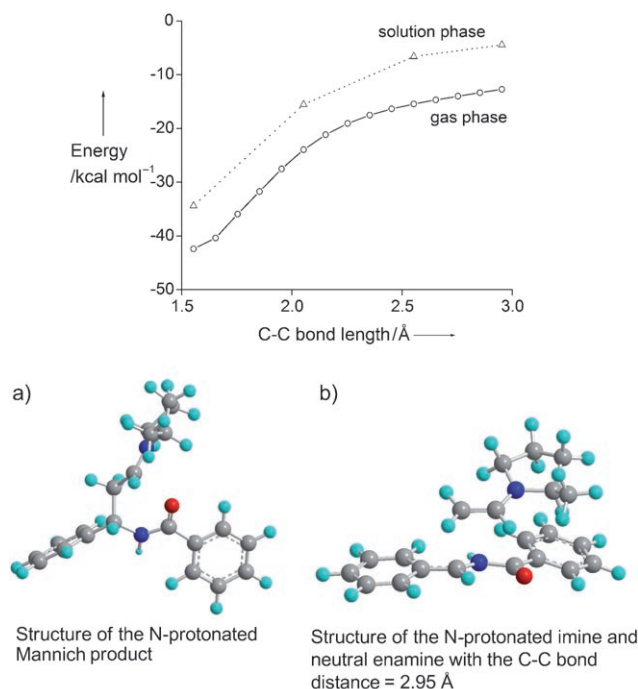 0
-10
-20
-30
-40
-50
Energy
/kcal mol⁻¹
solution phase
gas phase
1.5 2.0 2.5 3.0
C-C bond length/Å
a)
b)
Structure of the N-protonated
Mannich product
Structure of the N-protonated imine and
neutral enamine with the C-C bond
distance = 2.95 Å